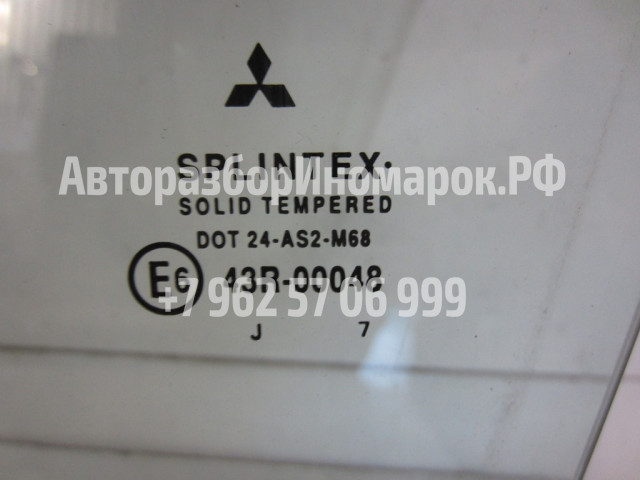 SPLINTEX.
АвторазборИномарок.РФ
SOLID TEMPERED
DOT 24-AS2-M68
E6 43R-00048
+7 962 57 06 999
J 7